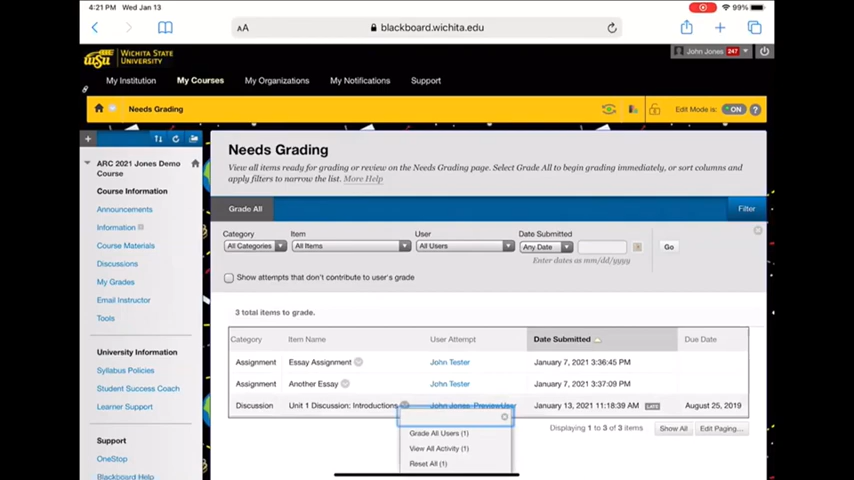 4:21 PM Wed Jan 13
99%
AA
blackboard.wichita.edu
WSU WICHITA STATE UNIVERSITY
John Jones 247
My Institution My Courses My Organizations My Notifications Support
Needs Grading
Edit Mode is: ON ?
ARC 2021 Jones Demo Course
Course Information
Announcements
Information
Course Materials
Discussions
My Grades
Email Instructor
Tools
University Information
Syllabus Policies
Student Success Coach
Learner Support
Support
OneStop
Blackboard Help
Needs Grading
View all items ready for grading or review on the Needs Grading page. Select Grade All to begin grading immediately, or sort columns and
apply filters to narrow the list. More Help
Grade All Filter
Category Item User Date Submitted
All Categories All Items All Users Any Date Go
Enter dates as mm/dd/yyyy
Show attempts that don't contribute to user's grade
3 total items to grade.
Category Item Name User Attempt Date Submitted Due Date
Assignment Essay Assignment John Tester January 7, 2021 3:36:45 PM
Assignment Another Essay John Tester January 7, 2021 3:37:09 PM
Discussion Unit 1 Discussion: Introductions John Jones_PreviewUser January 13, 2021 11:18:39 AM LATE August 25, 2019
Displaying 1 to 3 of 3 items Show All Edit Paging...
Grade All Users (1)
View All Activity (1)
Reset All (1)